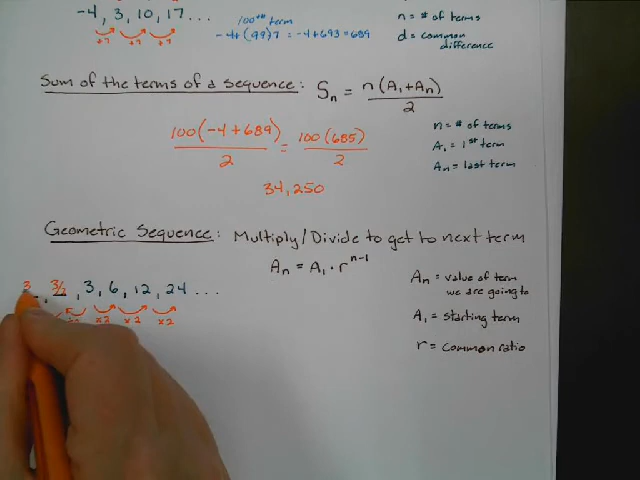 -4, 3, 10, 17 ...
+7 +7 +7
100th term
-4+(99)7 = -4+693 = 689
n = # of terms
d = common
difference
Sum of the terms of a sequence: Sn = n(A1+An)/2
100(-4+689)/2 = 100(685)/2
34,250
n = # of terms
A1 = 1st term
An = last term
Geometric Sequence: Multiply/Divide to get to next term
An = A1 · r^n-1
3 , 3/2 , 3, 6, 12, 24 ...
x2 x2 x2
An = value of term
we are going to
A1 = starting term
r = common ratio